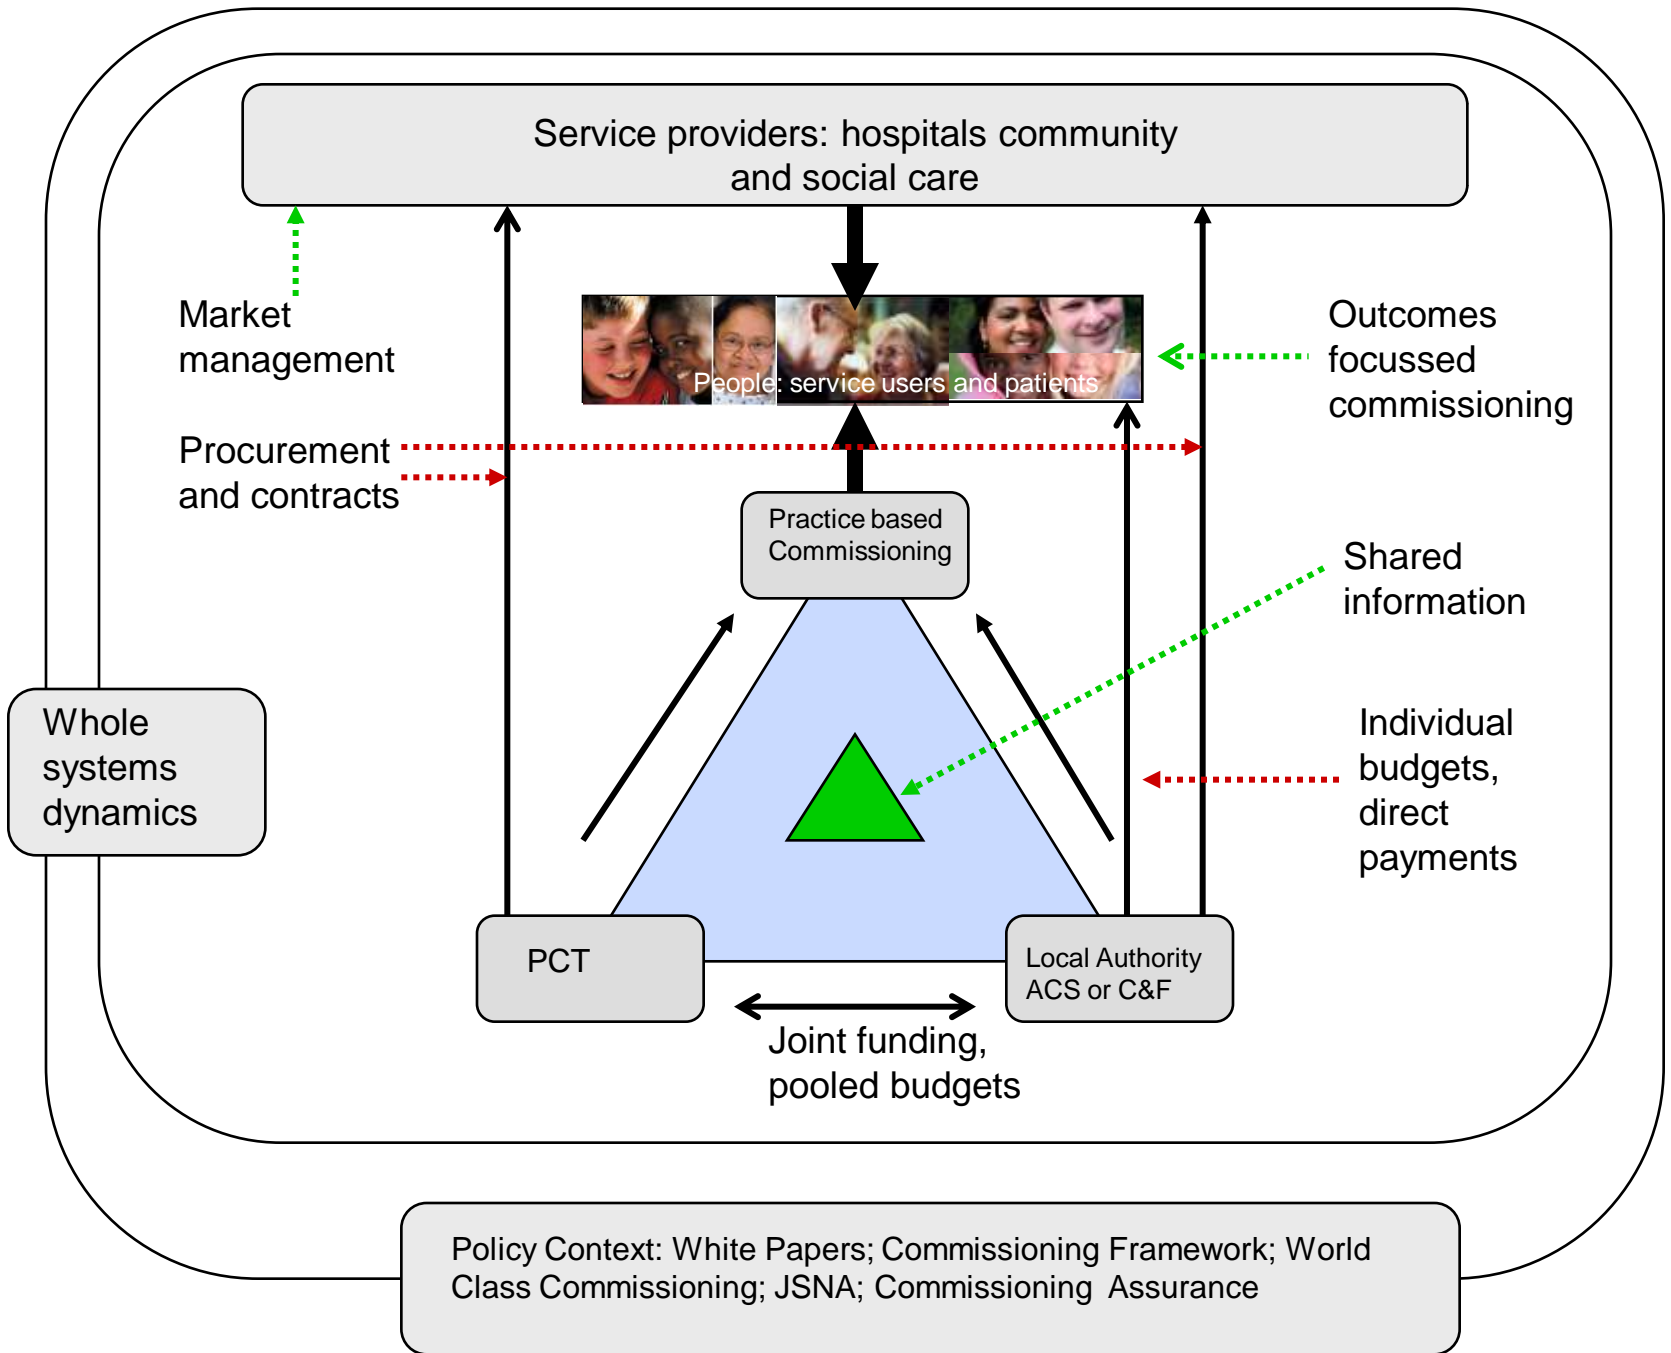 Service providers: hospitals community
and social care
Market
management
People: service users and patients
Outcomes
focussed
commissioning
Procurement
and contracts
Practice based
Commissioning
Shared
information
Whole
systems
dynamics
Individual
budgets,
direct
payments
PCT
Local Authority
ACS or C&F
Joint funding,
pooled budgets
Policy Context: White Papers; Commissioning Framework; World
Class Commissioning; JSNA; Commissioning Assurance